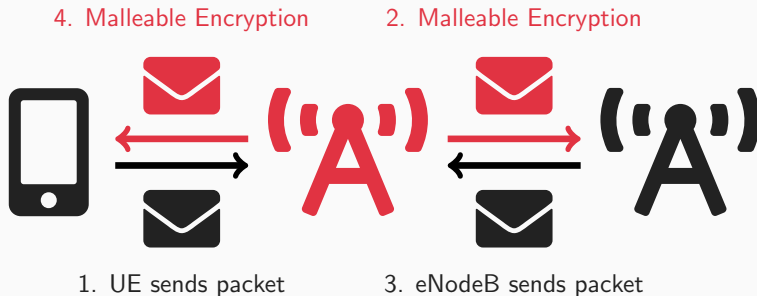 4. Malleable Encryption
2. Malleable Encryption
1. UE sends packet
3. eNodeB sends packet